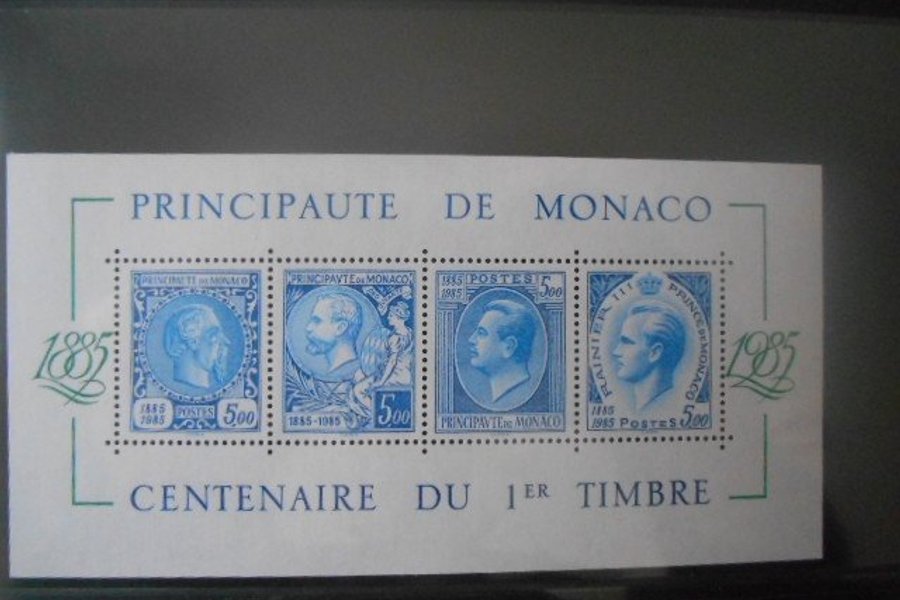 PRINCIPAUTE DE MONACO
1885
1985
PRINCIPAUTE DE MONACO
1885
1985
POSTES
5,00
PRINCIPAVTE DE MONACO
1885-1985
5,00
1885
1985
POSTES
5,00
PRINCIPAVTE DE MONACO
RAINIER III PRINCE DE MONACO
1885
1985
POSTES
5,00
CENTENAIRE DU 1ER TIMBRE